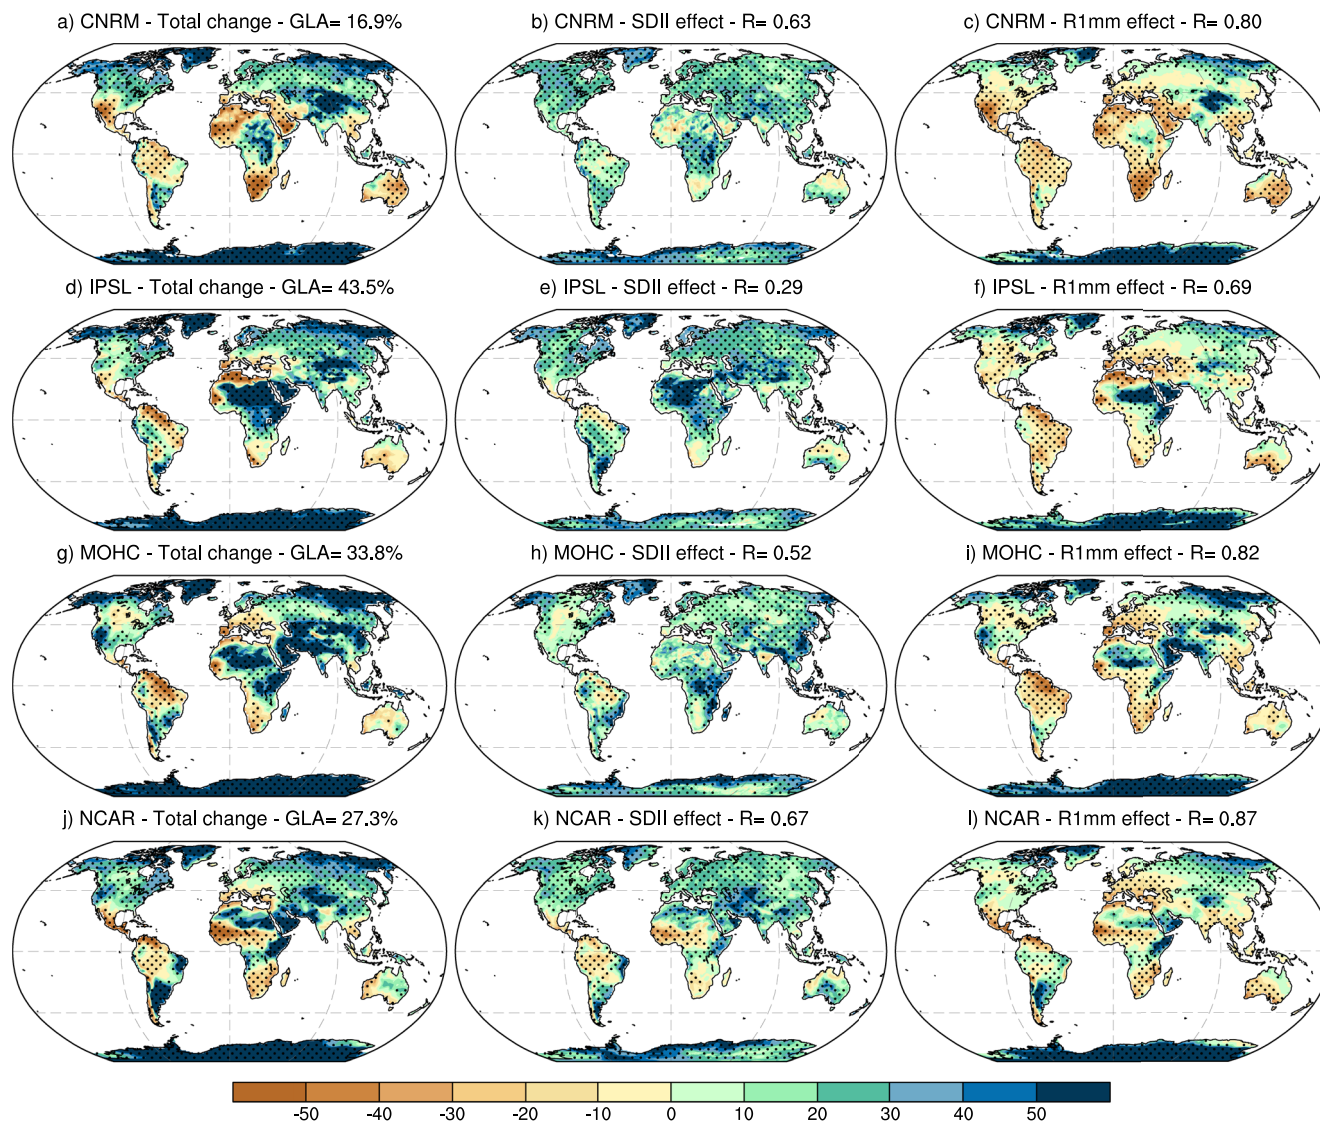 a) CNRM - Total change - GLA= 16.9%
b) CNRM - SDII effect - R= 0.63
c) CNRM - R1mm effect - R= 0.80
d) IPSL - Total change - GLA= 43.5%
e) IPSL - SDII effect - R= 0.29
f) IPSL - R1mm effect - R= 0.69
g) MOHC - Total change - GLA= 33.8%
h) MOHC - SDII effect - R= 0.52
i) MOHC - R1mm effect - R= 0.82
j) NCAR - Total change - GLA= 27.3%
k) NCAR - SDII effect - R= 0.67
l) NCAR - R1mm effect - R= 0.87
-50 -40 -30 -20 -10 0 10 20 30 40 50